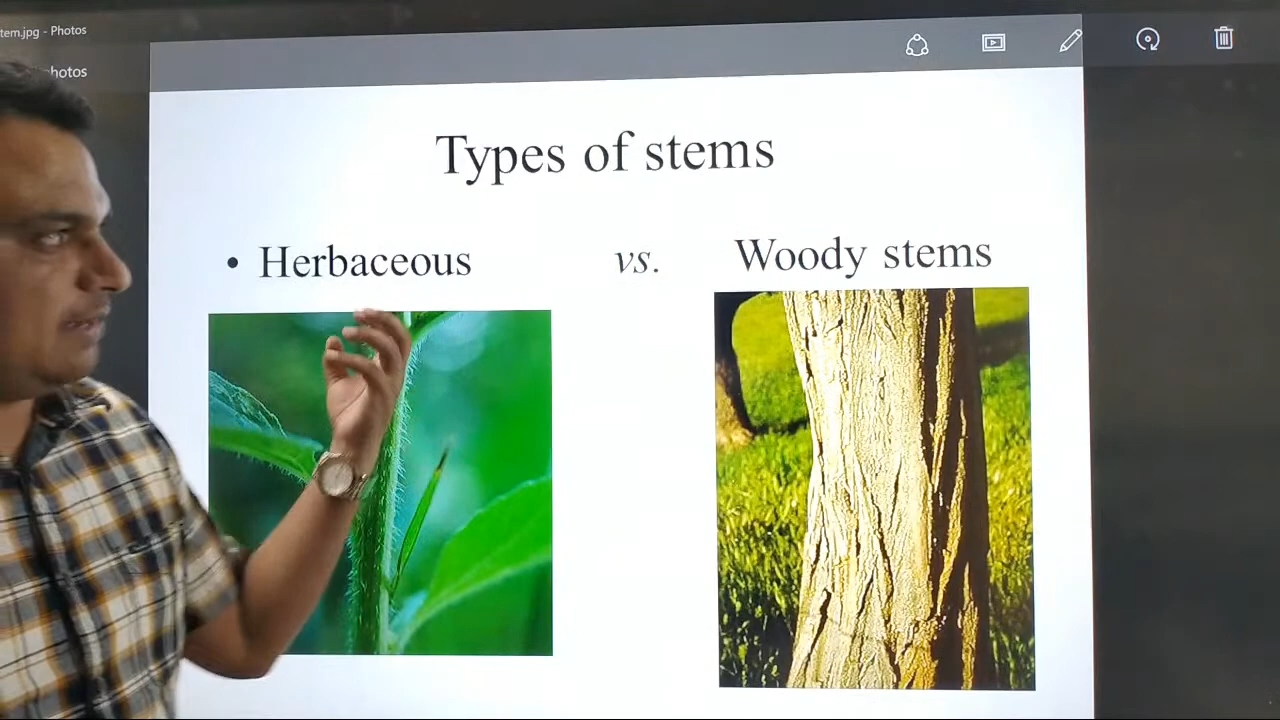 tem.jpg - Photos
hotos
Types of stems
• Herbaceous vs. Woody stems